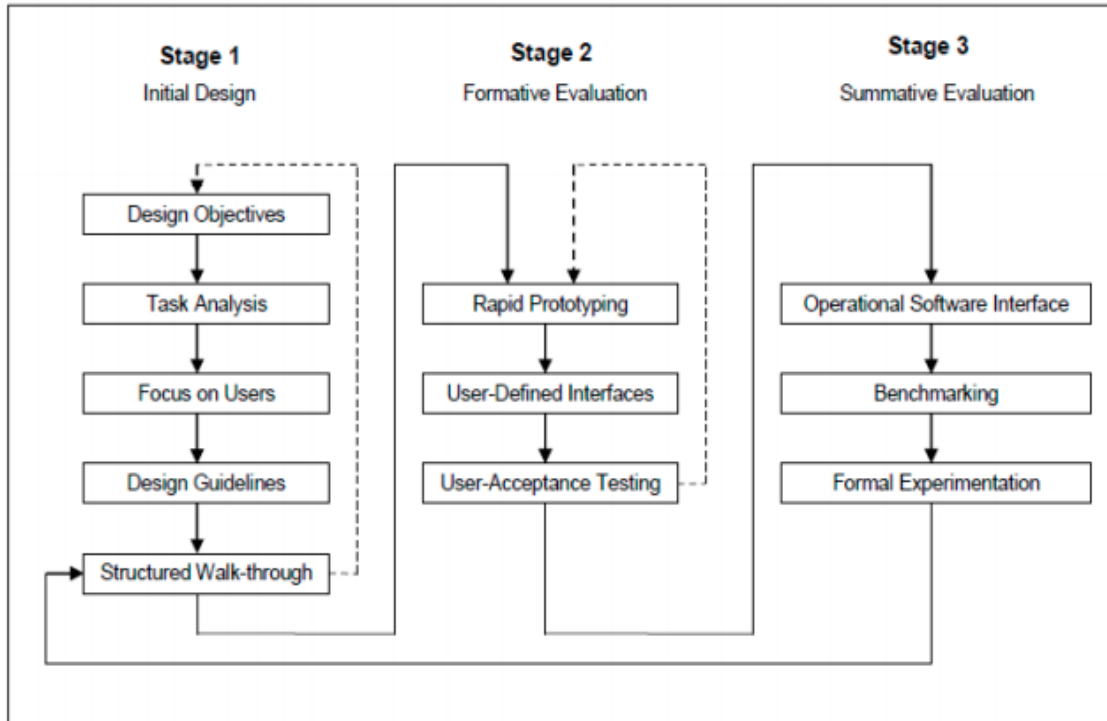 Stage 1
Initial Design
Design Objectives
Task Analysis
Focus on Users
Design Guidelines
Structured Walk-through
Stage 2
Formative Evaluation
Rapid Prototyping
User-Defined Interfaces
User-Acceptance Testing
Stage 3
Summative Evaluation
Operational Software Interface
Benchmarking
Formal Experimentation